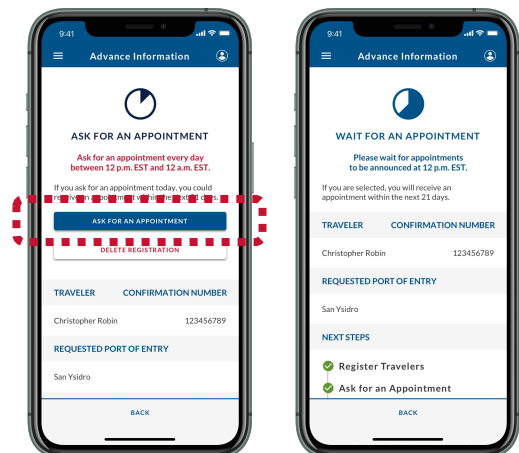 9:41
Advance Information
ASK FOR AN APPOINTMENT
Ask for an appointment every day
between 12 p.m. EST and 12 a.m. EST.
If you ask for an appointment today, you could
receive an appointment within the next 21 days.
ASK FOR AN APPOINTMENT
DELETE REGISTRATION
TRAVELER CONFIRMATION NUMBER
Christopher Robin 123456789
REQUESTED PORT OF ENTRY
San Ysidro
BACK
9:41
Advance Information
WAIT FOR AN APPOINTMENT
Please wait for appointments
to be announced at 12 p.m. EST.
If you are selected, you will receive an
appointment within the next 21 days.
TRAVELER CONFIRMATION NUMBER
Christopher Robin 123456789
REQUESTED PORT OF ENTRY
San Ysidro
NEXT STEPS
Register Travelers
Ask for an Appointment
BACK